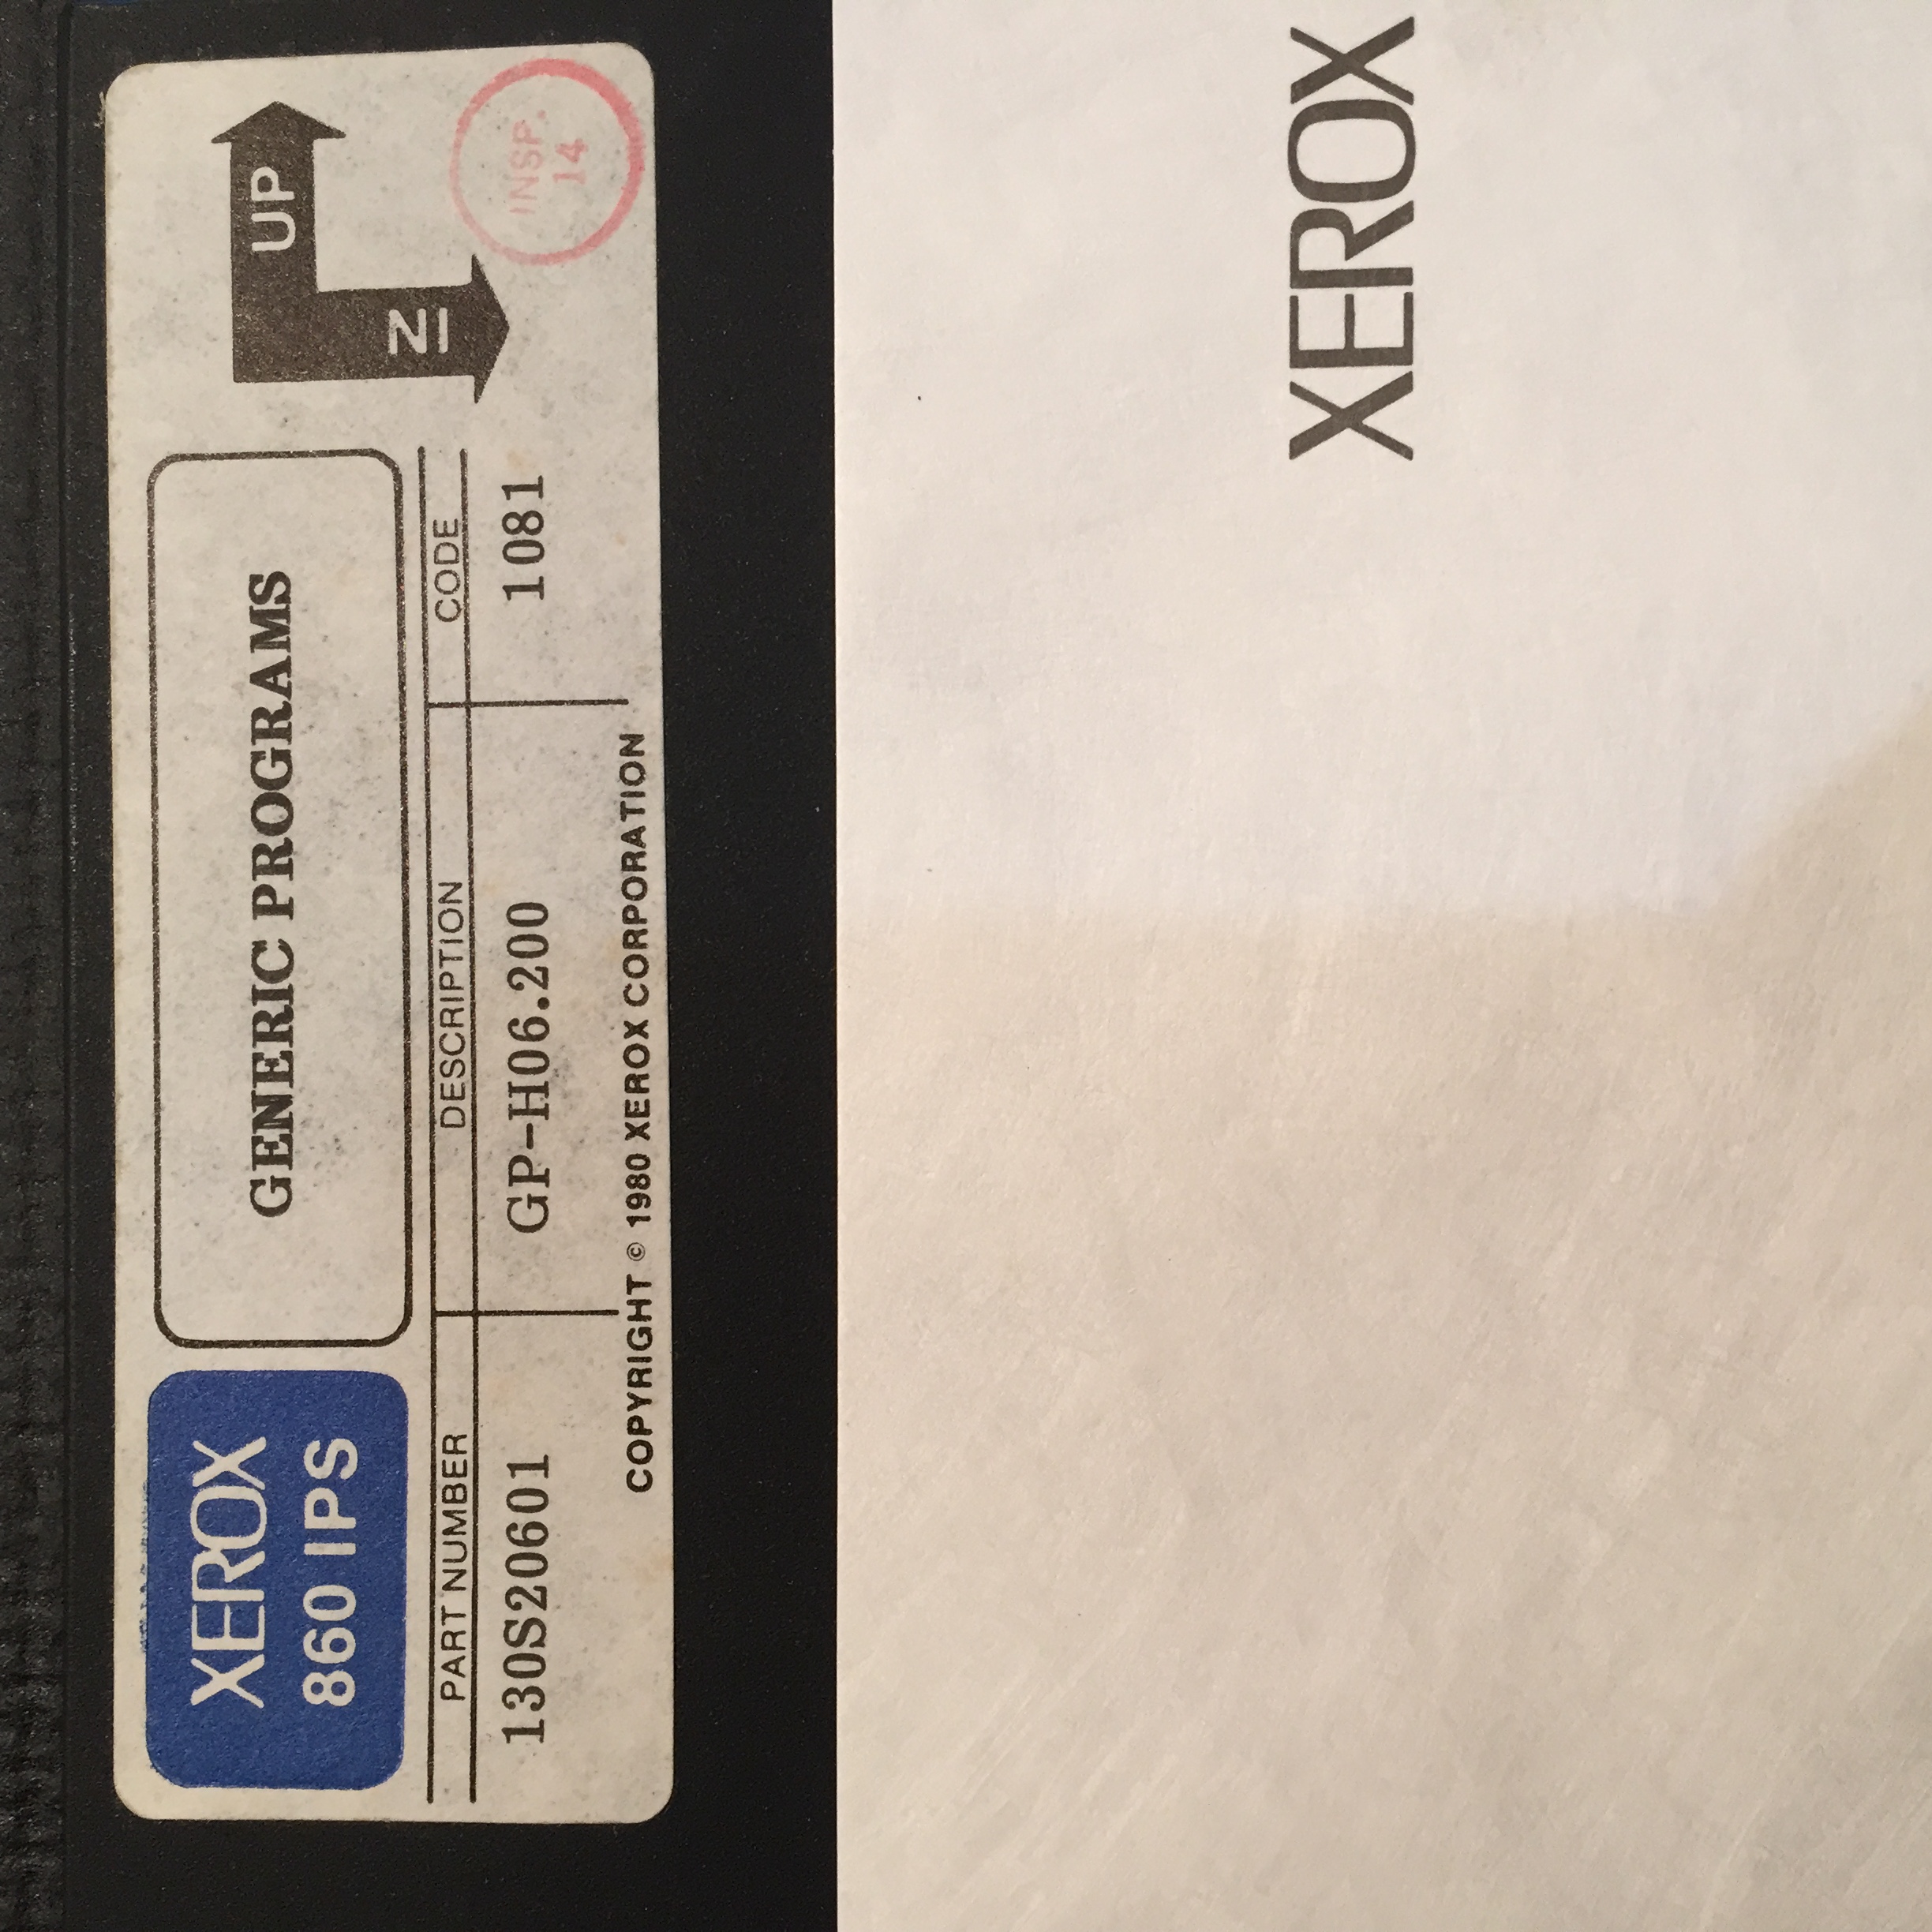 XEROX
860 IPS
GENERIC PROGRAMS
UP
IN
PART NUMBER DESCRIPTION CODE
130S20601 GP-H06.200 1081
COPYRIGHT © 1980 XEROX CORPORATION
INSP.
14
XEROX